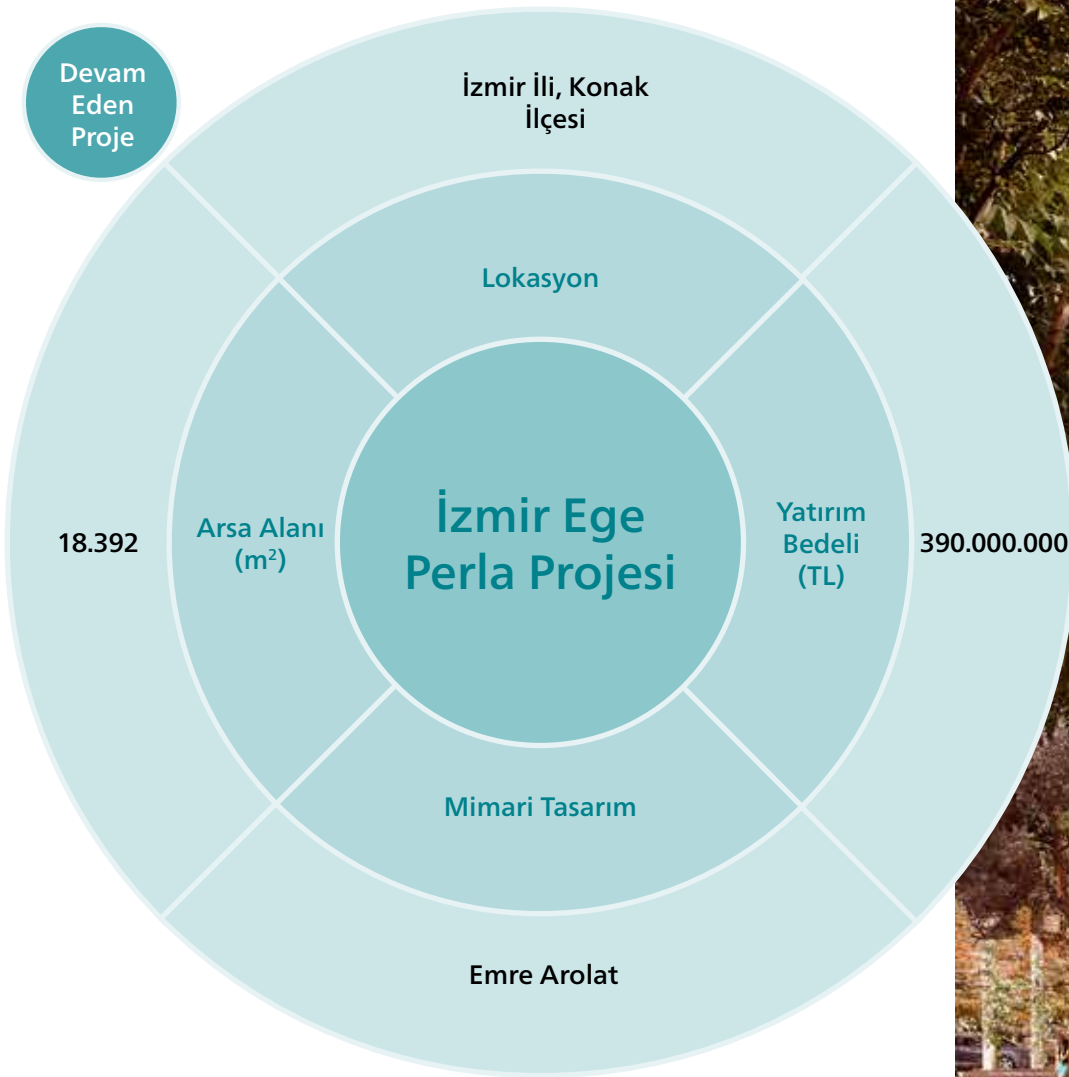 Devam
Eden
Proje
İzmir İli, Konak
İlçesi
Lokasyon
18.392
Arsa Alanı
(m²)
İzmir Ege
Perla Projesi
Yatırım
Bedeli
(TL)
390.000.000
Mimari Tasarım
Emre Arolat